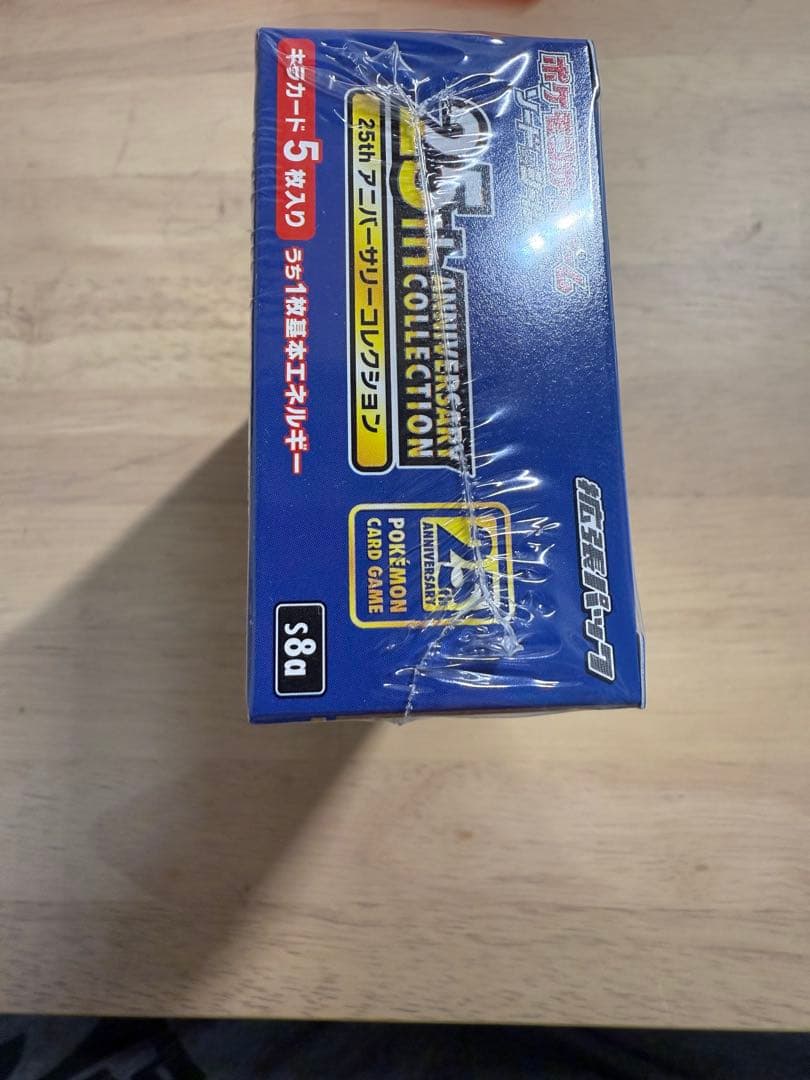 ポケモンカードゲーム
ソード&シールド
拡張パック
25th ANNIVERSARY
COLLECTION
25th アニバーサリーコレクション
25
ANNIVERSARY
POKÉMON
CARD GAME
キラカード5枚入り うち1枚基本エネルギー
s8a